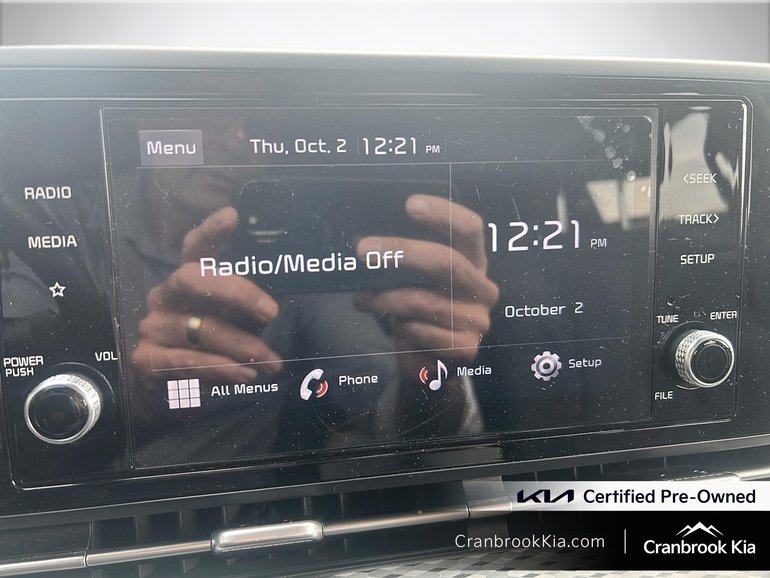 Menu
Thu, Oct. 2 12:21 PM
RADIO
MEDIA
POWER
PUSH
VOL
Radio/Media Off
12:21 PM
October 2
All Menus
Phone
Media
Setup
<SEEK
TRACK>
SETUP
TUNE
ENTER
FILE
KIA Certified Pre-Owned
CranbrookKia.com
Cranbrook Kia